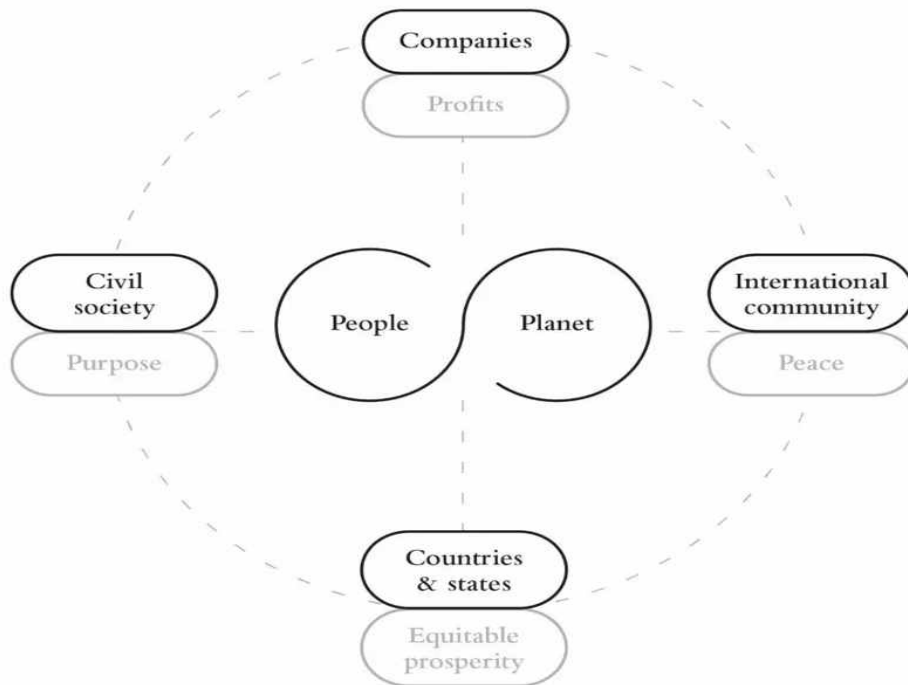 Companies
Profits
Civil
society
Purpose
People
Planet
International
community
Peace
Countries
& states
Equitable
prosperity